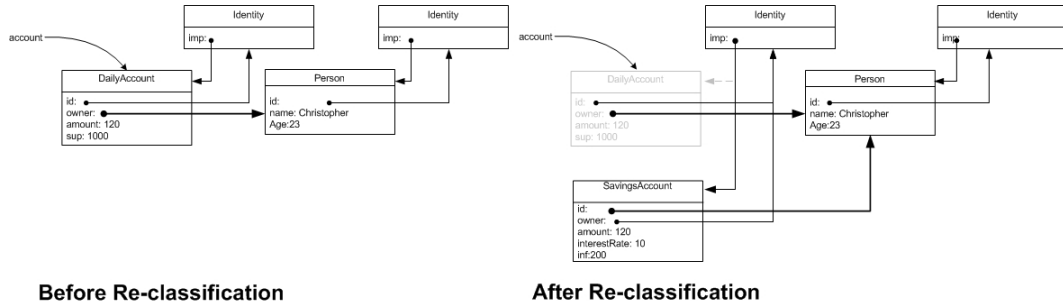 Identity
imp:
Identity
imp:
account
DailyAccount
id:
owner:
amount: 120
sup: 1000
Person
id:
name: Christopher
Age:23
Before Re-classification
Identity
imp:
Identity
imp:
account
DailyAccount
id:
owner:
amount: 120
sup: 1000
Person
id:
name: Christopher
Age:23
SavingsAccount
id:
owner:
amount: 120
interestRate: 10
inf:200
After Re-classification